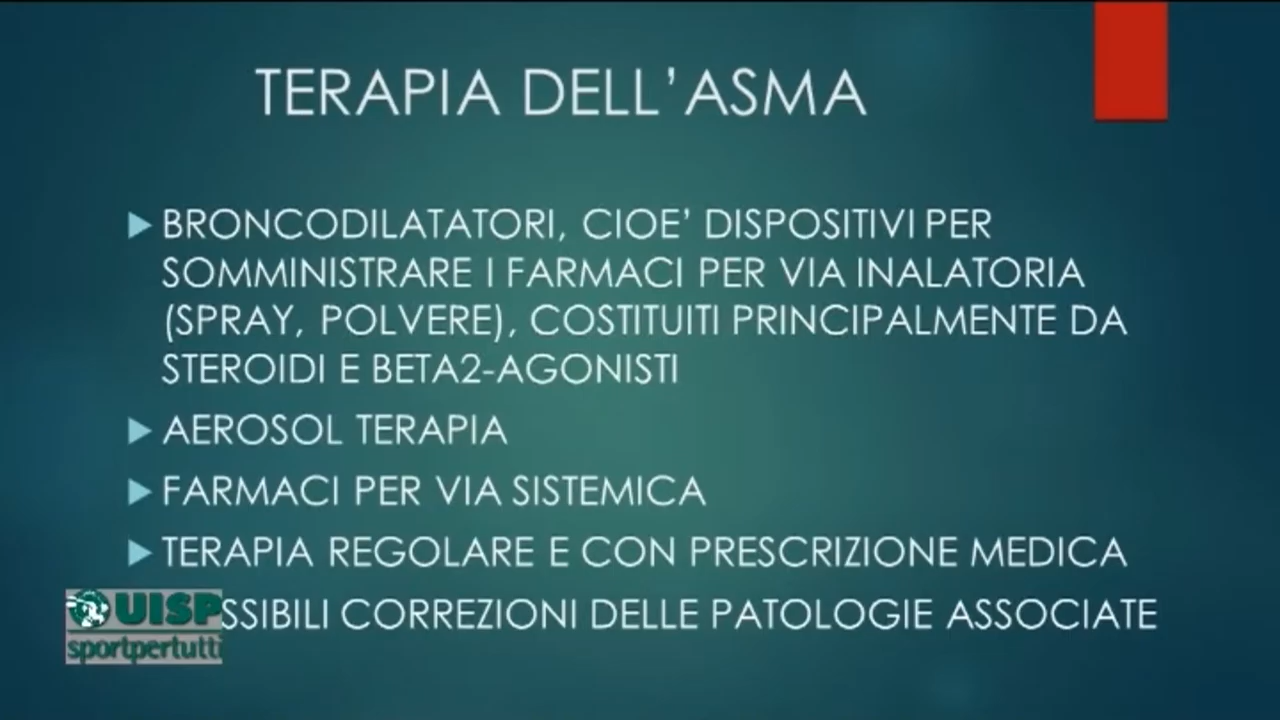 TERAPIA DELL'ASMA
BRONCODILATATORI, CIOE' DISPOSITIVI PER
SOMMINISTRARE I FARMACI PER VIA INALATORIA
(SPRAY, POLVERE), COSTITUITI PRINCIPALMENTE DA
STEROIDI E BETA2-AGONISTI
AEROSOL TERAPIA
FARMACI PER VIA SISTEMICA
TERAPIA REGOLARE E CON PRESCRIZIONE MEDICA
SSIBILI CORREZIONI DELLE PATOLOGIE ASSOCIATE
UISP
sportpertutti